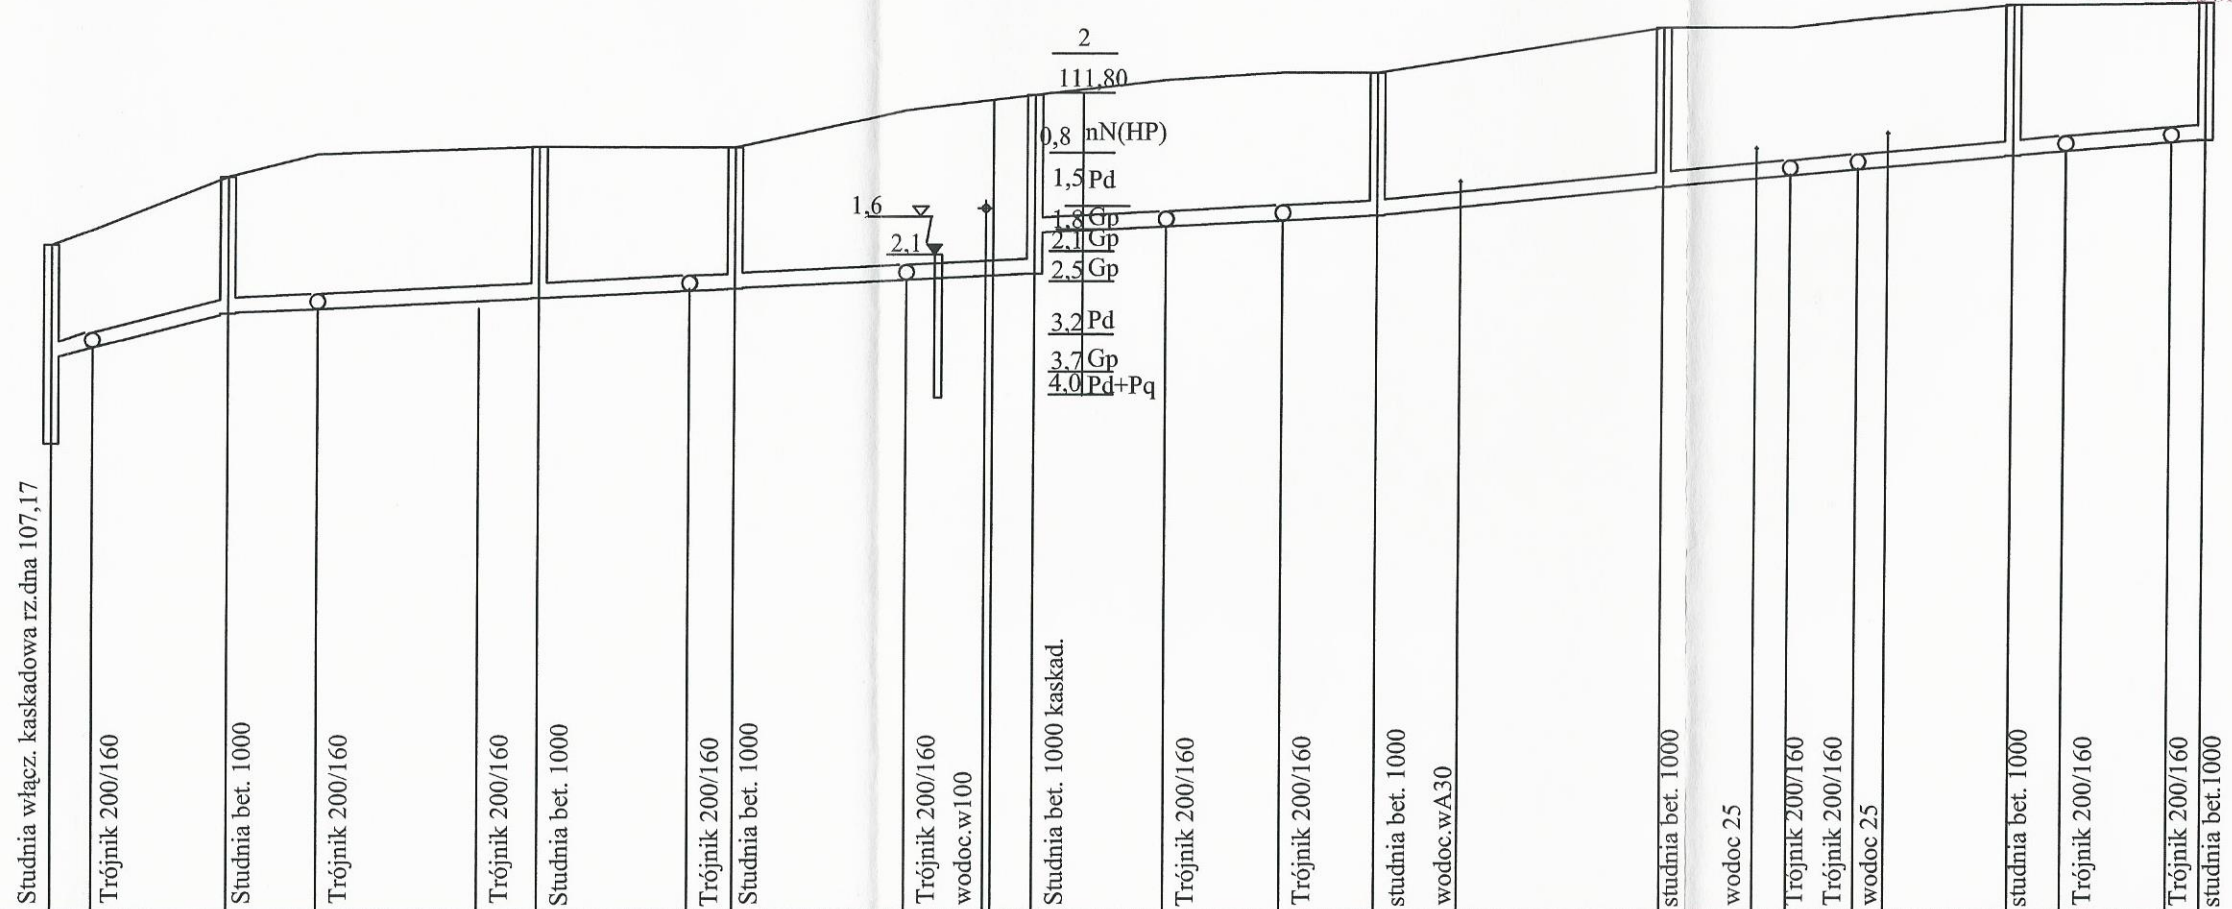 2
111,80
0,8 nN(HP)
1,5 Pd
1,8 Gp
2,1 Gp
2,5 Gp
3,2 Pd
3,7 Gp
4,0 Pd+Pq
1,6
2,1
Studnia włącz. kaskadowa rz.dna 107,17
Trójnik 200/160
Studnia bet. 1000
Trójnik 200/160
Trójnik 200/160
Studnia bet. 1000
Trójnik 200/160
Studnia bet. 1000
Trójnik 200/160
wodoc.w100
Studnia bet. 1000 kaskad.
Trójnik 200/160
Trójnik 200/160
studnia bet. 1000
wodoc.wA30
studnia bet. 1000
wodoc 25
Trójnik 200/160
Trójnik 200/160
wodoc 25
studnia bet. 1000
Trójnik 200/160
Trójnik 200/160
studnia bet.1000